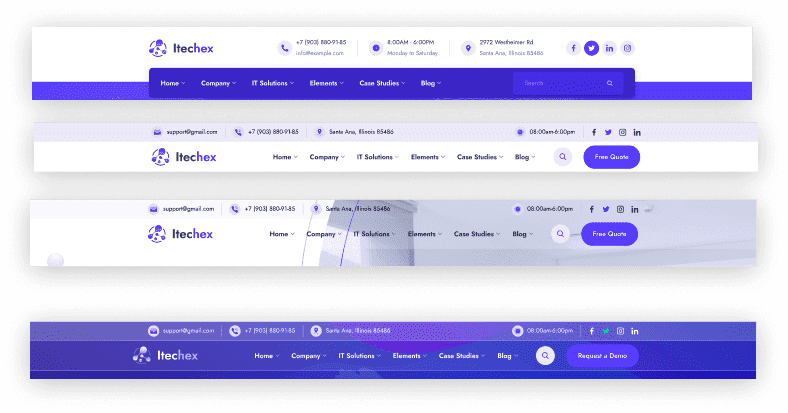 Itechex
+7 (903) 880-91-85
info@example.com
8:00AM - 6:00PM
Monday to Saturday
2972 Westheimer Rd.
Santa Ana, Illinois 85486
Home Company IT Solutions Elements Case Studies Blog Search
support@gmail.com +7 (903) 880-91-85 Santa Ana, Illinois 85486 08:00am-6:00pm
Itechex Home Company IT Solutions Elements Case Studies Blog Free Quote
support@gmail.com +7 (903) 880-91-85 Santa Ana, Illinois 85486 08:00am-6:00pm
Itechex Home Company IT Solutions Elements Case Studies Blog Free Quote
support@gmail.com +7 (903) 880-91-85 Santa Ana, Illinois 85486 08:00am-6:00pm
Itechex Home Company IT Solutions Elements Case Studies Blog Request a Demo